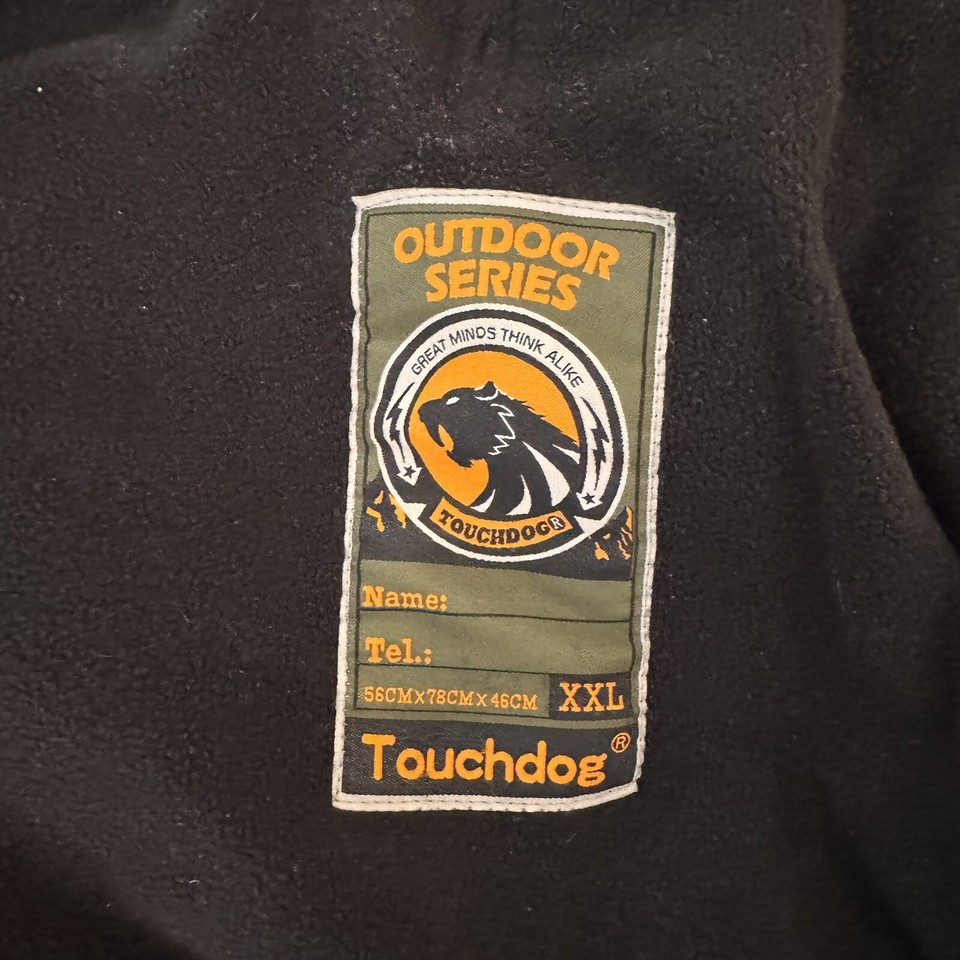 OUTDOOR
SERIES
GREAT MINDS THINK ALIKE
TOUCHDOG®
Name:
Tel.:
56CMX78CMX46CM XXL
Touchdog®